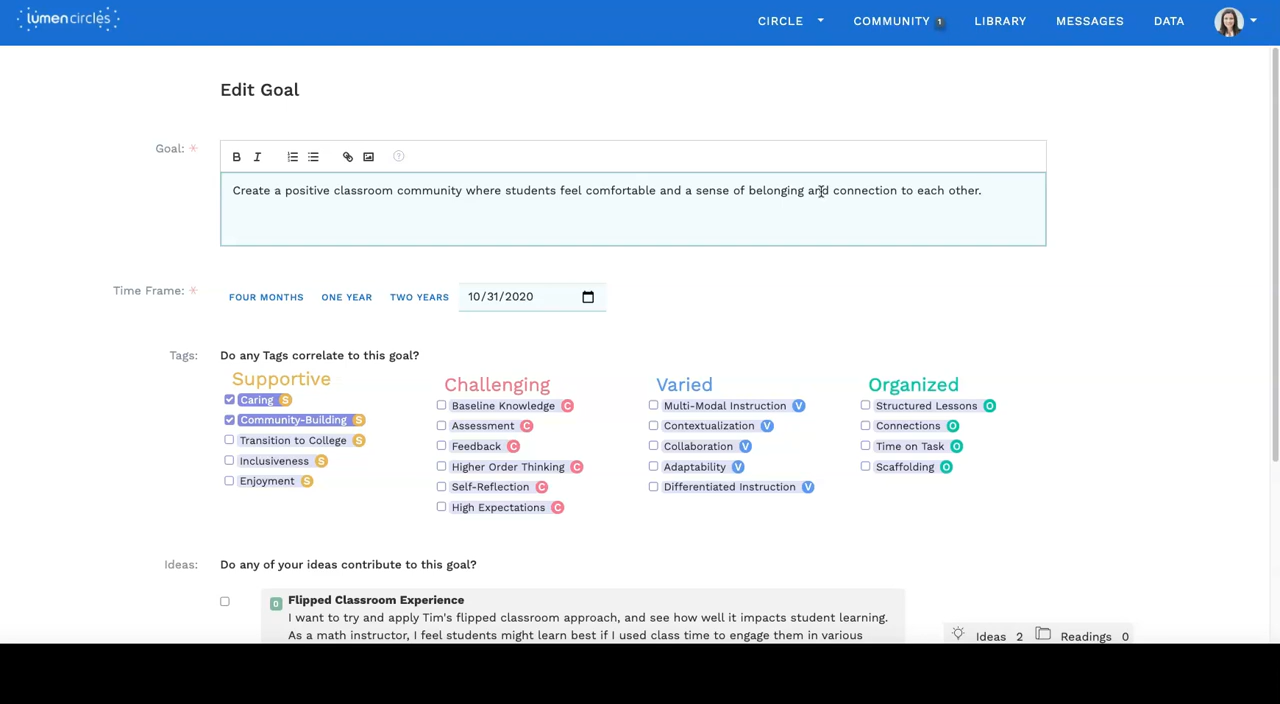 lumen circles
CIRCLE COMMUNITY 1 LIBRARY MESSAGES DATA
Edit Goal
Goal: *
B I ?
Create a positive classroom community where students feel comfortable and a sense of belonging and connection to each other.
Time Frame: *
FOUR MONTHS ONE YEAR TWO YEARS 10/31/2020
Tags: Do any Tags correlate to this goal?
Supportive
Caring S
Community-Building S
Transition to College S
Inclusiveness S
Enjoyment S
Challenging
Baseline Knowledge C
Assessment C
Feedback C
Higher Order Thinking C
Self-Reflection C
High Expectations C
Varied
Multi-Modal Instruction V
Contextualization V
Collaboration V
Adaptability V
Differentiated Instruction V
Organized
Structured Lessons O
Connections O
Time on Task O
Scaffolding O
Ideas: Do any of your ideas contribute to this goal?
0 Flipped Classroom Experience
I want to try and apply Tim's flipped classroom approach, and see how well it impacts student learning.
As a math instructor, I feel students might learn best if I used class time to engage them in various
Ideas 2 Readings 0